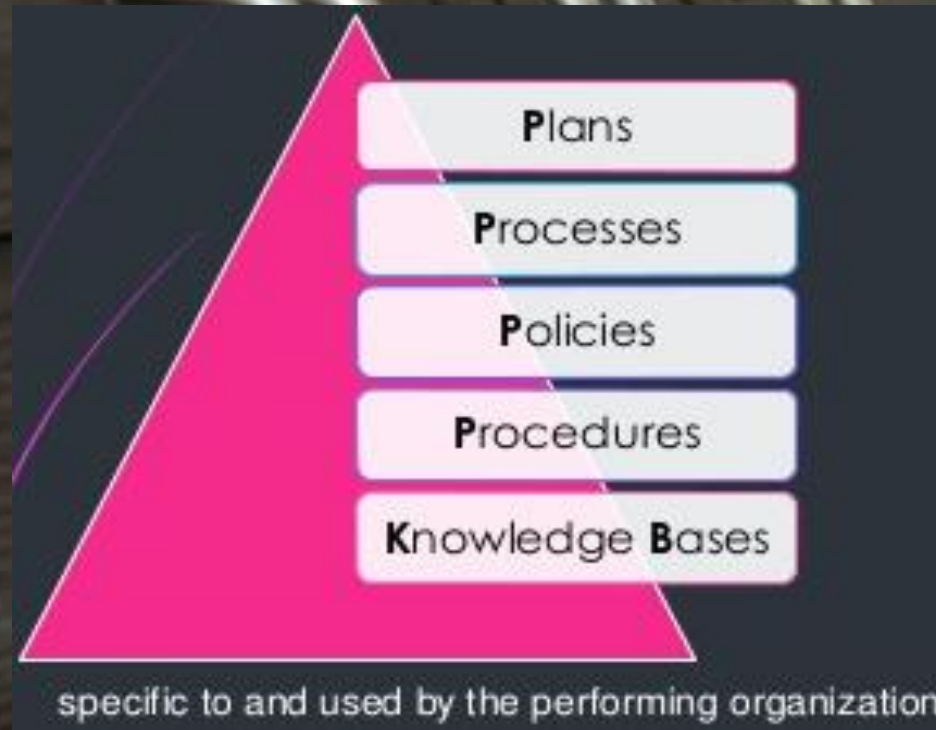 Plans
Processes
Policies
Procedures
Knowledge Bases
specific to and used by the performing organization